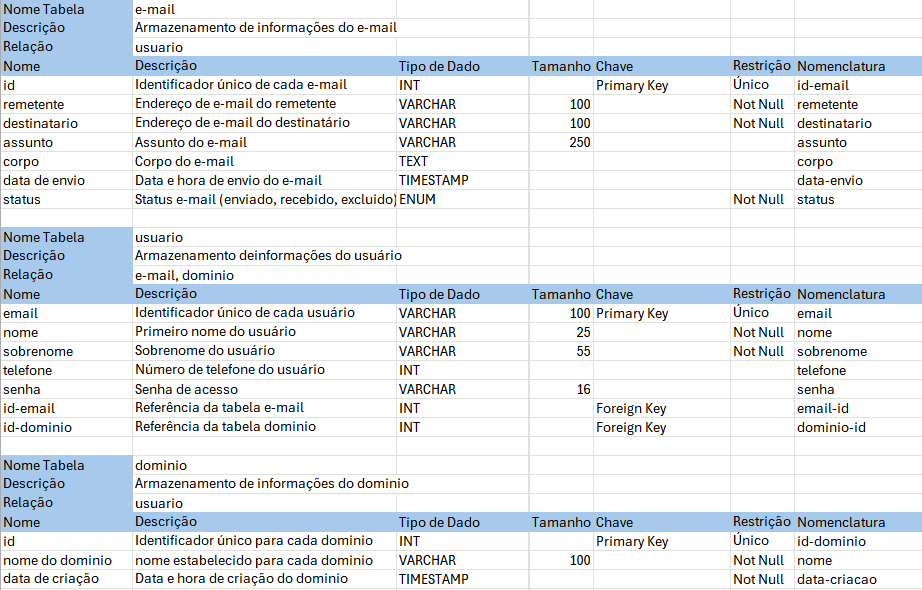 Nome Tabela e-mail
Descrição Armazenamento de informações do e-mail
Relação usuario
Nome Descrição Tipo de Dado Tamanho Chave Restrição Nomenclatura
id Identificador único de cada e-mail INT Primary Key Único id-email
remetente Endereço de e-mail do remetente VARCHAR 100 Not Null remetente
destinatario Endereço de e-mail do destinatário VARCHAR 100 Not Null destinatario
assunto Assunto do e-mail VARCHAR 250 assunto
corpo Corpo do e-mail TEXT corpo
data de envio Data e hora de envio do e-mail TIMESTAMP data-envio
status Status e-mail (enviado, recebido, excluido) ENUM Not Null status
Nome Tabela usuario
Descrição Armazenamento deinformações do usuário
Relação e-mail, dominio
Nome Descrição Tipo de Dado Tamanho Chave Restrição Nomenclatura
email Identificador único de cada usuário VARCHAR 100 Primary Key Único email
nome Primeiro nome do usuário VARCHAR 25 Not Null nome
sobrenome Sobrenome do usuário VARCHAR 55 Not Null sobrenome
telefone Número de telefone do usuário INT telefone
senha Senha de acesso VARCHAR 16 senha
id-email Referência da tabela e-mail INT Foreign Key email-id
id-dominio Referência da tabela dominio INT Foreign Key dominio-id
Nome Tabela dominio
Descrição Armazenamento de informações do dominio
Relação usuario
Nome Descrição Tipo de Dado Tamanho Chave Restrição Nomenclatura
id Identificador único para cada dominio INT Primary Key Único id-dominio
nome do dominio nome estabelecido para cada dominio VARCHAR 100 Not Null nome
data de criação Data e hora de criação do dominio TIMESTAMP Not Null data-criacao